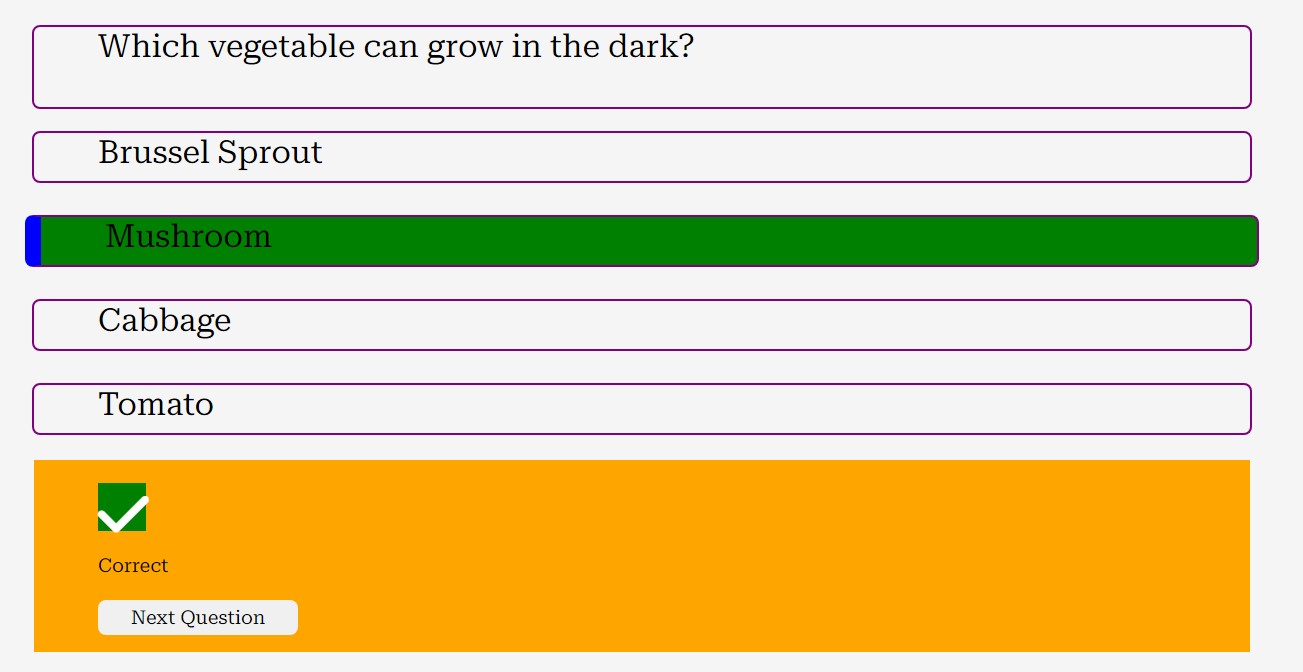 Which vegetable can grow in the dark?
Brussel Sprout
Mushroom
Cabbage
Tomato
Correct
Next Question